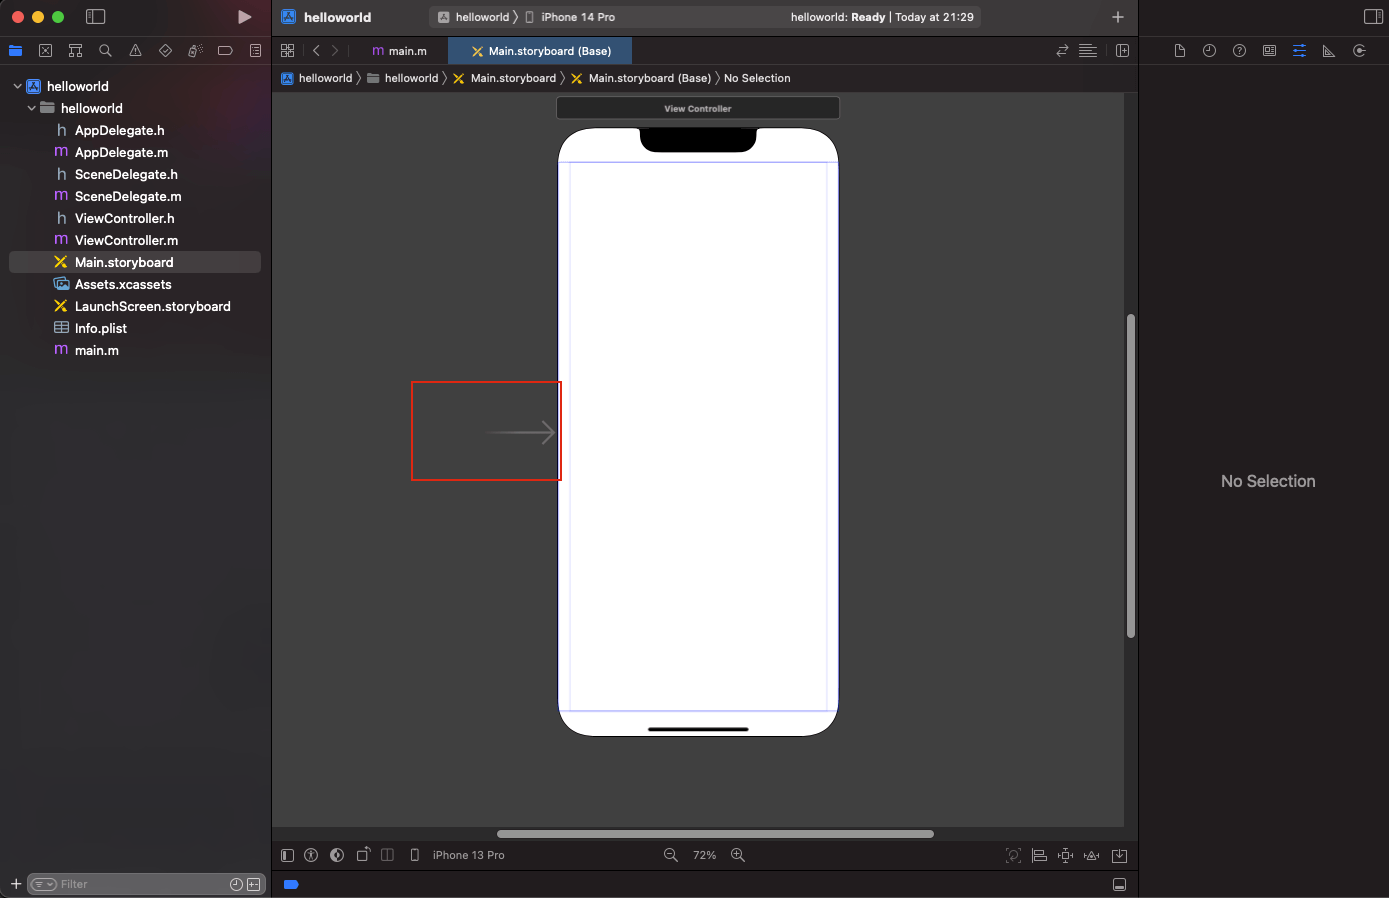 helloworld
helloworld
iPhone 14 Pro
helloworld: Ready | Today at 21:29
main.m
Main.storyboard (Base)
helloworld
helloworld
Main.storyboard
Main.storyboard (Base)
No Selection
helloworld
helloworld
h AppDelegate.h
m AppDelegate.m
h SceneDelegate.h
m SceneDelegate.m
h ViewController.h
m ViewController.m
Main.storyboard
Assets.xcassets
LaunchScreen.storyboard
Info.plist
m main.m
View Controller
No Selection
iPhone 13 Pro
72%
Filter